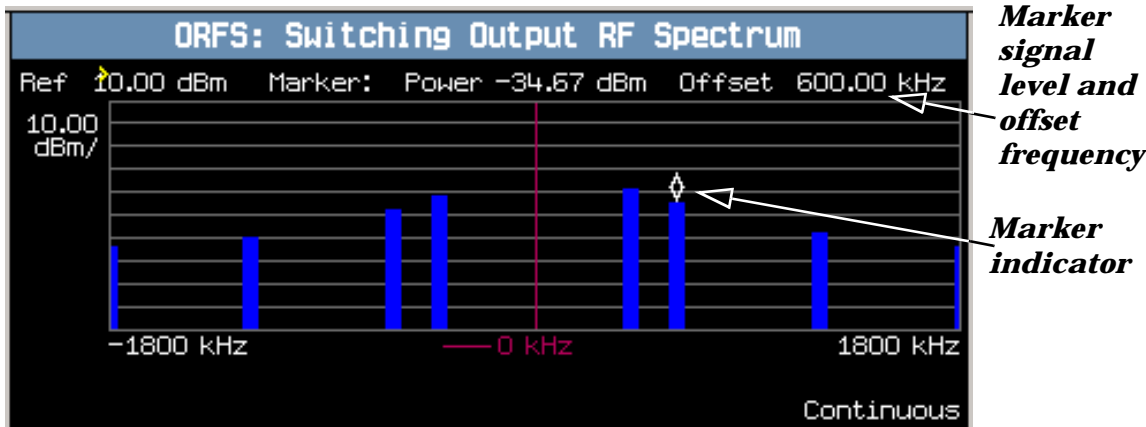 ORFS: Switching Output RF Spectrum
Ref 10.00 dBm Marker: Power -34.67 dBm Offset 600.00 kHz
10.00
dBm/
-1800 kHz
0 kHz
1800 kHz
Continuous
Marker
signal
level and
offset
frequency
Marker
indicator